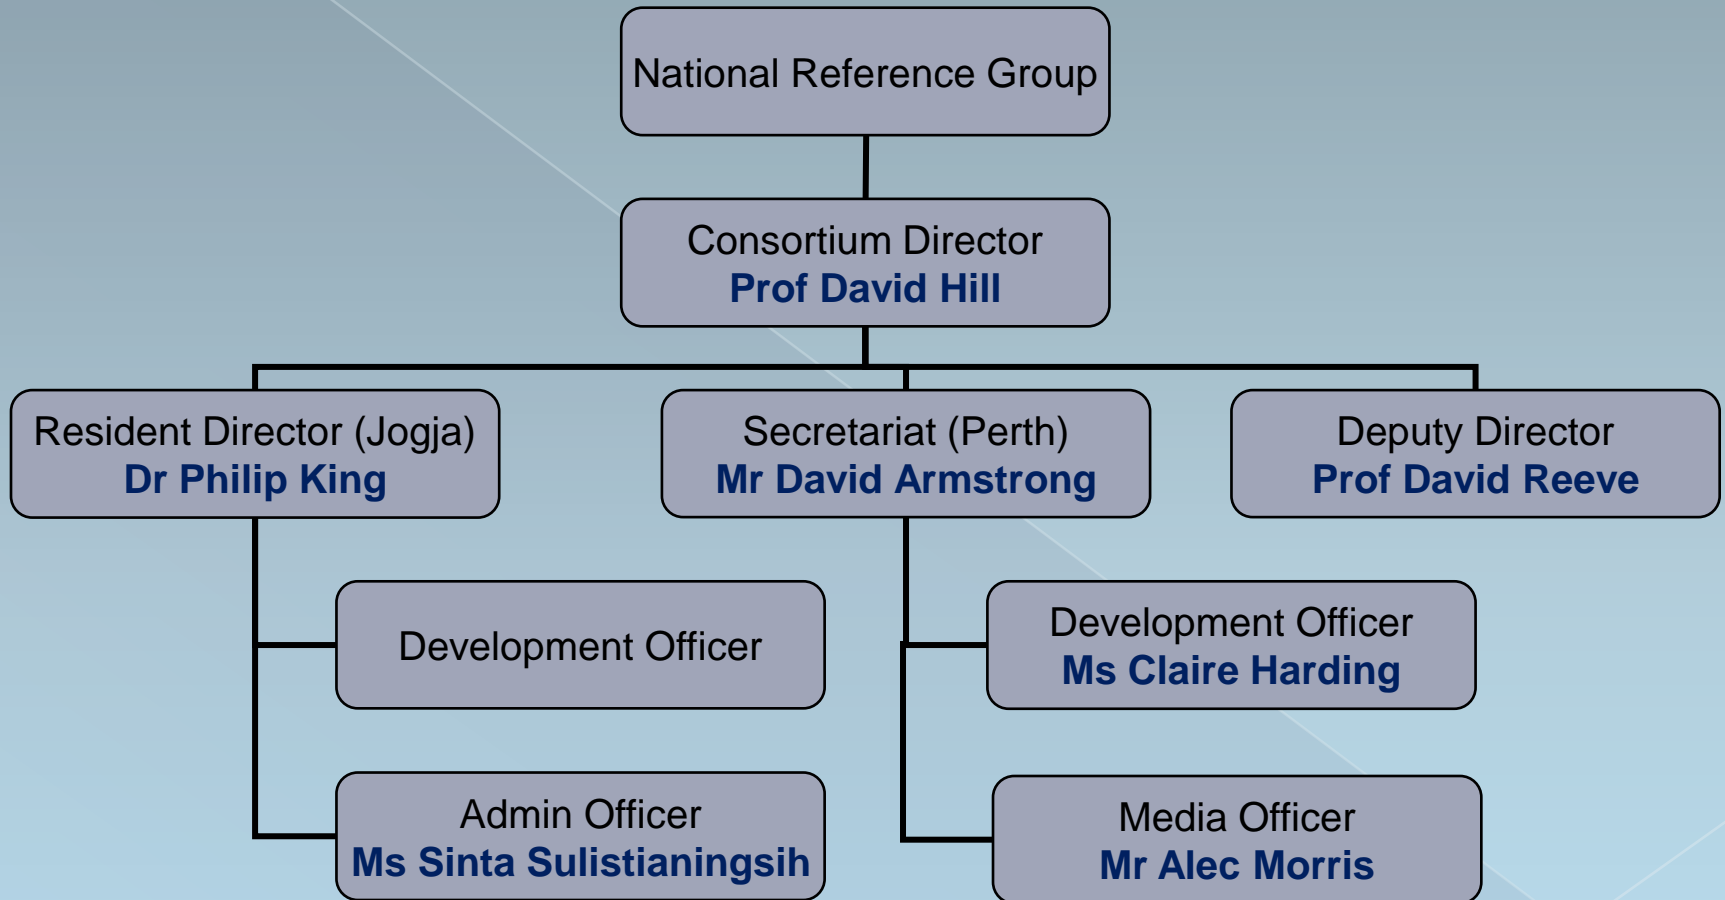 National Reference Group
Consortium Director
Prof David Hill
Resident Director (Jogja)
Dr Philip King
Secretariat (Perth)
Mr David Armstrong
Deputy Director
Prof David Reeve
Development Officer
Development Officer
Ms Claire Harding
Admin Officer
Ms Sinta Sulistianingsih
Media Officer
Mr Alec Morris